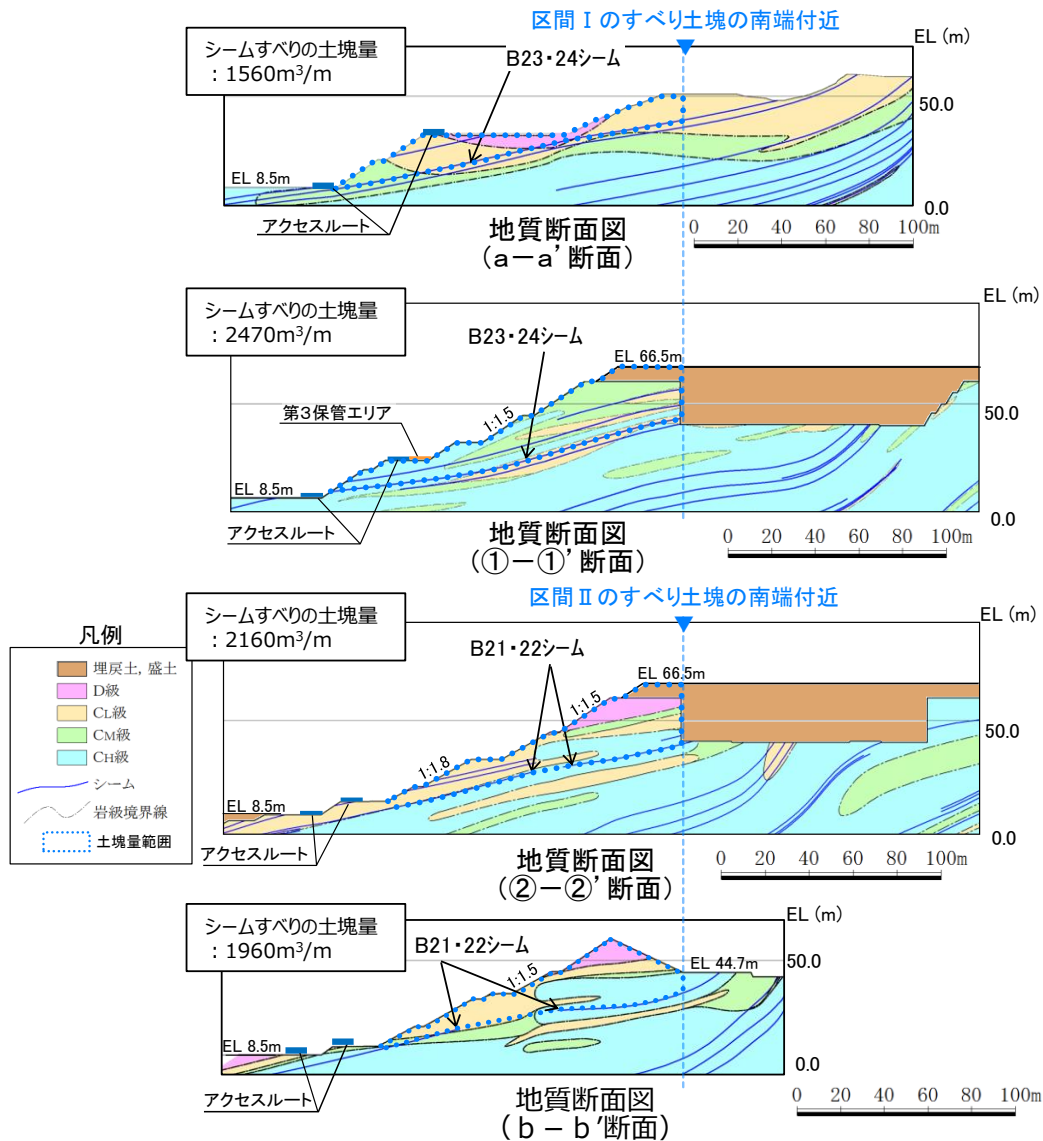 区間Ⅰのすべり土塊の南端付近
シームすべりの土塊量
：1560m³/m
B23・24シーム
EL (m)
50.0
EL 8.5m
0.0
アクセスルート
地質断面図
(a－a’断面)
0 20 40 60 80 100m
シームすべりの土塊量
：2470m³/m
B23・24シーム
EL (m)
EL 66.5m
1:1.5
50.0
第3保管エリア
EL 8.5m
0.0
アクセスルート
地質断面図
(①－①’断面)
0 20 40 60 80 100m
区間Ⅱのすべり土塊の南端付近
シームすべりの土塊量
：2160m³/m
B21・22シーム
EL (m)
EL 66.5m
1:1.5
50.0
1:1.8
EL 8.5m
0.0
アクセスルート
地質断面図
(②－②’断面)
0 20 40 60 80 100m
凡例
埋戻土, 盛土
D級
CL級
CM級
CH級
シーム
岩級境界線
土塊量範囲
シームすべりの土塊量
：1960m³/m
B21・22シーム
EL (m)
1:1.5
EL 44.7m
50.0
EL 8.5m
0.0
アクセスルート
地質断面図
(ｂ－ｂ′断面)
0 20 40 60 80 100m